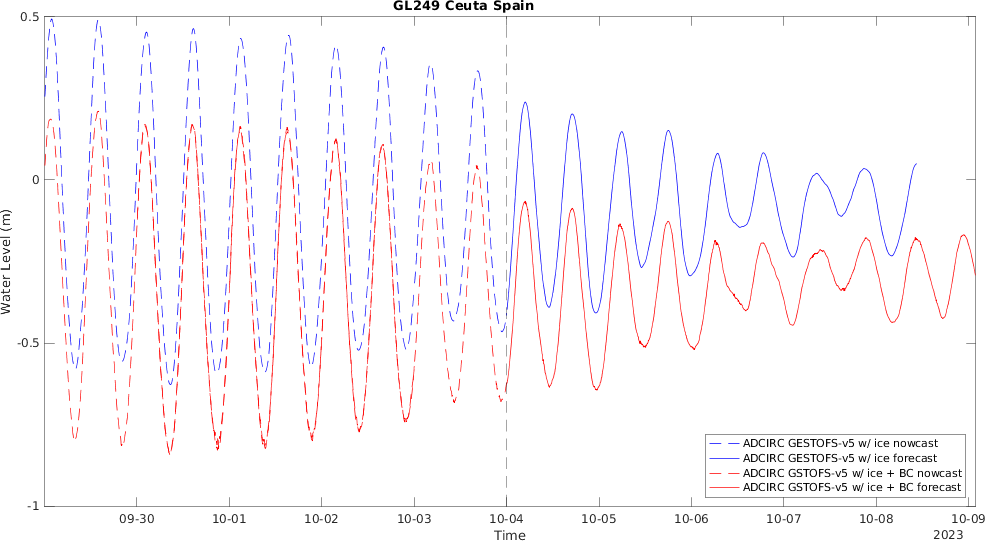 GL249 Ceuta Spain
0.5
0
-0.5
-1
Water Level (m)
09-30 10-01 10-02 10-03 10-04 10-05 10-06 10-07 10-08 10-09
Time
2023
ADCIRC GESTOFS-v5 w/ ice nowcast
ADCIRC GESTOFS-v5 w/ ice forecast
ADCIRC GSTOFS-v5 w/ ice + BC nowcast
ADCIRC GSTOFS-v5 w/ ice + BC forecast